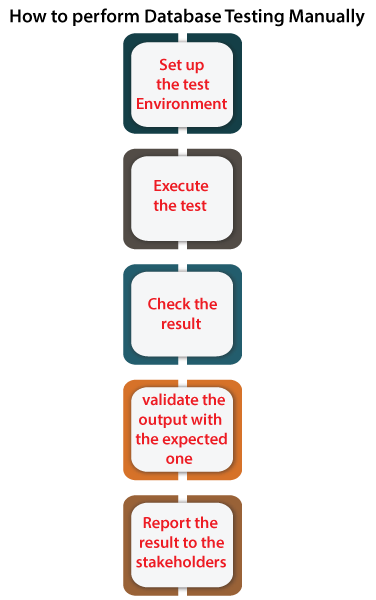 How to perform Database Testing Manually
Set up
the test
Environment
Execute
the test
Check the
result
validate the
output with
the expected
one
Report the
result to the
stakeholders